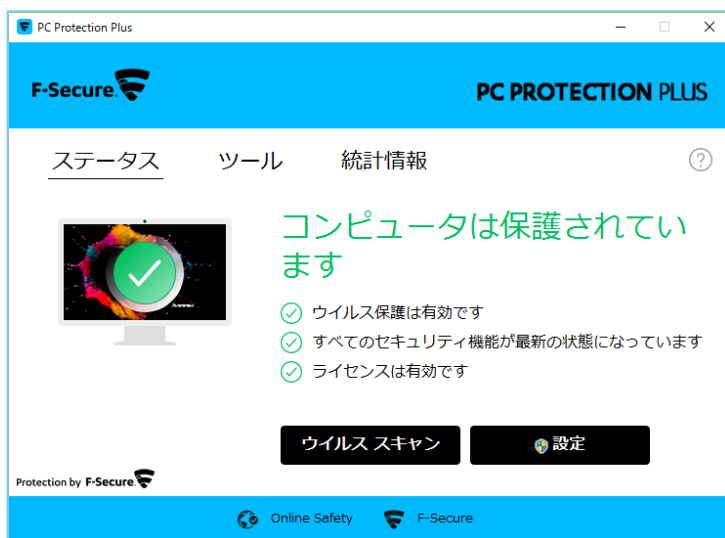 PC Protection Plus
F-Secure.
PC PROTECTION PLUS
ステータス ツール 統計情報 ?
コンピュータは保護されてい
ます
ウイルス保護は有効です
すべてのセキュリティ機能が最新の状態になっています
ライセンスは有効です
ウイルス スキャン 設定
Protection by F-Secure.
Online Safety F-Secure